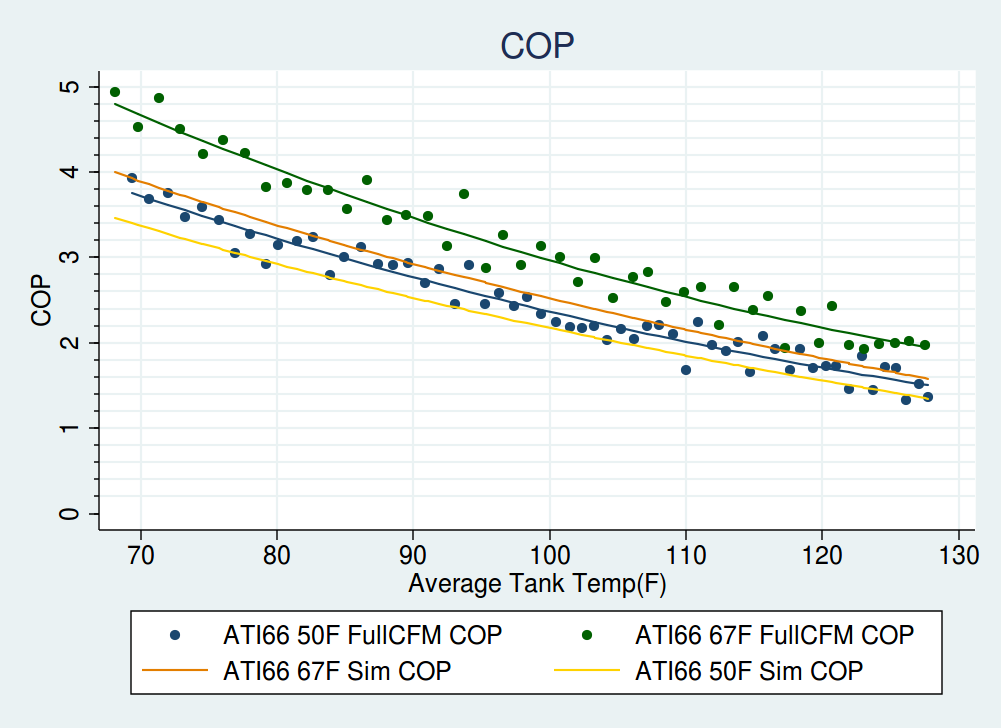 COP
COP
5
4
3
2
1
0
70 80 90 100 110 120 130
Average Tank Temp(F)
ATI66 50F FullCFM COP ATI66 67F FullCFM COP
ATI66 67F Sim COP ATI66 50F Sim COP